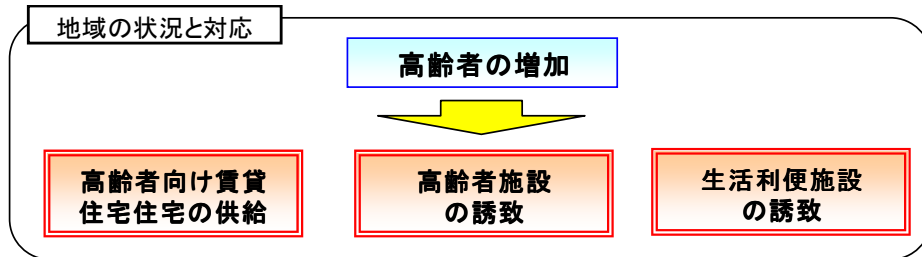 地域の状況と対応
高齢者の増加
高齢者向け賃貸
住宅住宅の供給
高齢者施設
の誘致
生活利便施設
の誘致